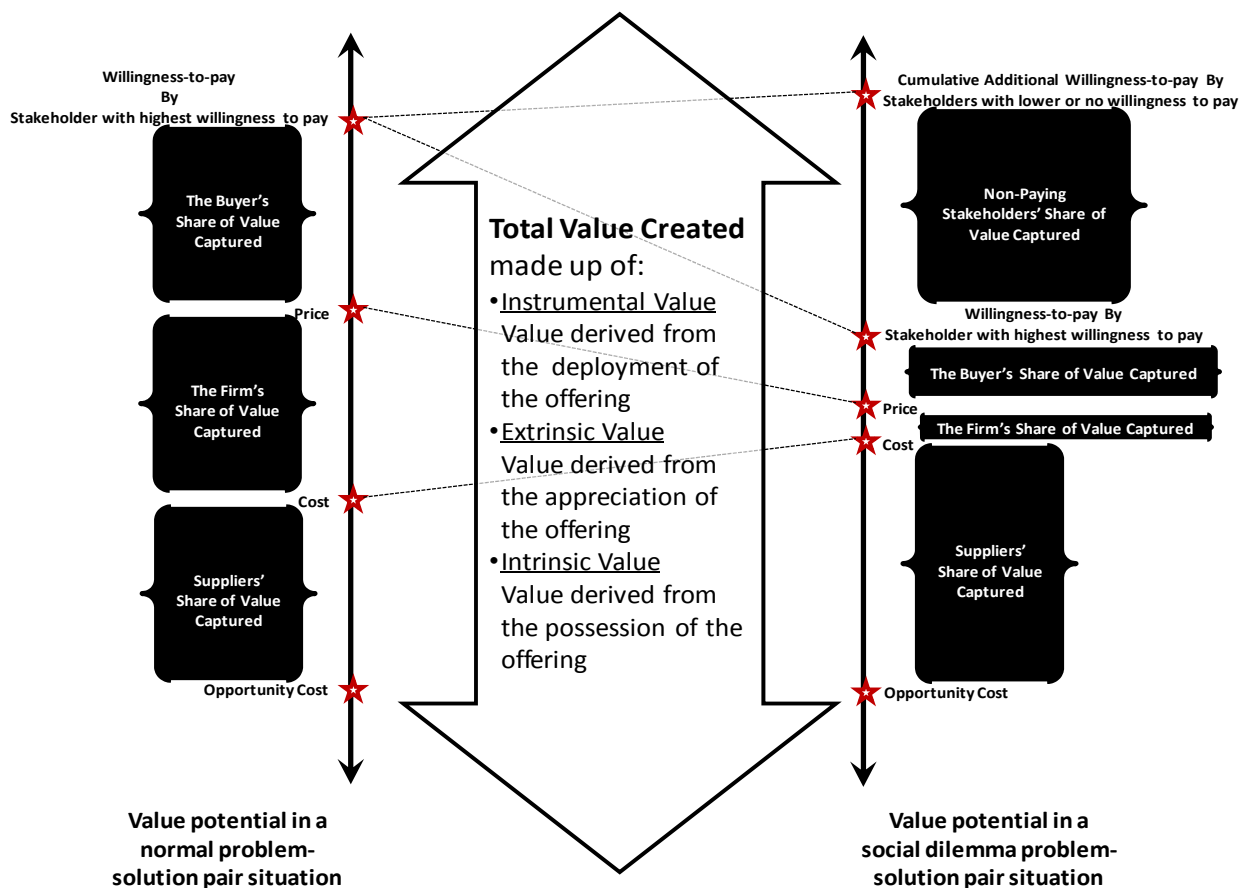 Willingness-to-pay
By
Stakeholder with highest willingness to pay
The Buyer's
Share of Value
Captured
Price
The Firm's
Share of Value
Captured
Cost
Suppliers'
Share of Value
Captured
Opportunity Cost
Value potential in a
normal problem-
solution pair situation
Total Value Created
made up of:
•Instrumental Value
Value derived from
the deployment of
the offering
•Extrinsic Value
Value derived from
the appreciation of
the offering
•Intrinsic Value
Value derived from
the possession of the
offering
Cumulative Additional Willingness-to-pay By
Stakeholders with lower or no willingness to pay
Non-Paying
Stakeholders' Share of
Value Captured
Willingness-to-pay By
Stakeholder with highest willingness to pay
The Buyer's Share of Value Captured
Price
The Firm's Share of Value Captured
Cost
Suppliers'
Share of Value
Captured
Opportunity Cost
Value potential in a
social dilemma problem-
solution pair situation